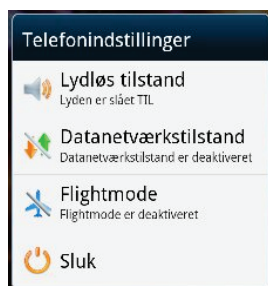 Telefonindstillinger
Lydløs tilstand
Lyden er slået TIL
Datanetværkstilstand
Datanetværkstilstand er deaktiveret
Flightmode
Flightmode er deaktiveret
Sluk